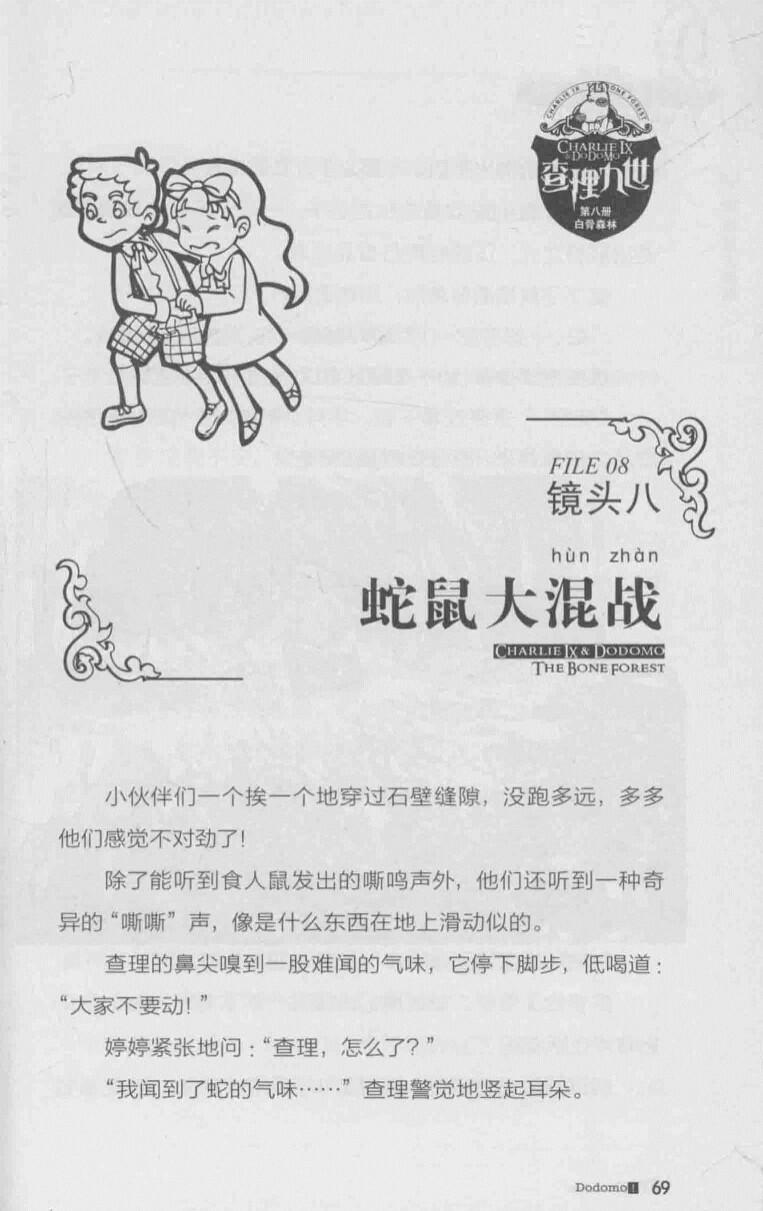 CHARLIE IX
BONE FOREST
CHARLIE IX
& DODOMO
查理九世
第八册
白骨森林
FILE 08
镜头八
hùn zhàn
蛇鼠大混战
CHARLIE IX & DODOMO
THE BONE FOREST
小伙伴们一个挨一个地穿过石壁缝隙，没跑多远，多多
他们感觉不对劲了！
除了能听到食人鼠发出的嘶鸣声外，他们还听到一种奇
异的“嘶嘶”声，像是什么东西在地上滑动似的。
查理的鼻尖嗅到一股难闻的气味，它停下脚步，低喝道：
“大家不要动！”
婷婷紧张地问：“查理，怎么了？”
“我闻到了蛇的气味……”查理警觉地竖起耳朵。
Dodomo! 69